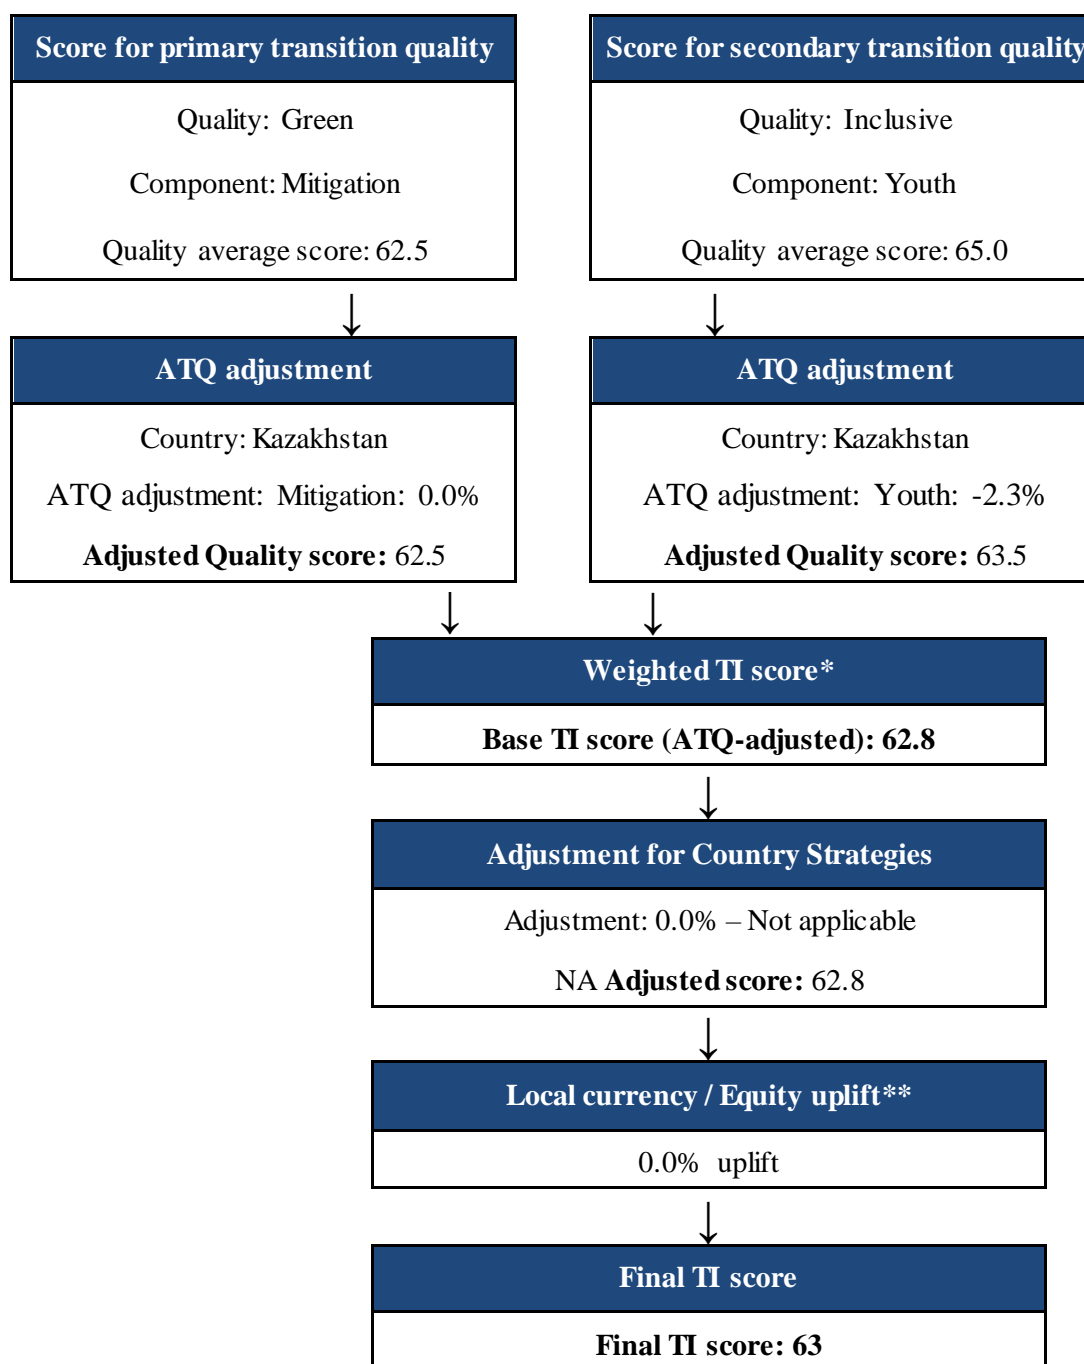 Score for primary transition quality
Quality: Green
Component: Mitigation
Quality average score: 62.5
Score for secondary transition quality
Quality: Inclusive
Component: Youth
Quality average score: 65.0
ATQ adjustment
Country: Kazakhstan
ATQ adjustment: Mitigation: 0.0%
Adjusted Quality score: 62.5
ATQ adjustment
Country: Kazakhstan
ATQ adjustment: Youth: -2.3%
Adjusted Quality score: 63.5
Weighted TI score*
Base TI score (ATQ-adjusted): 62.8
Adjustment for Country Strategies
Adjustment: 0.0% – Not applicable
NA Adjusted score: 62.8
Local currency / Equity uplift**
0.0% uplift
Final TI score
Final TI score: 63